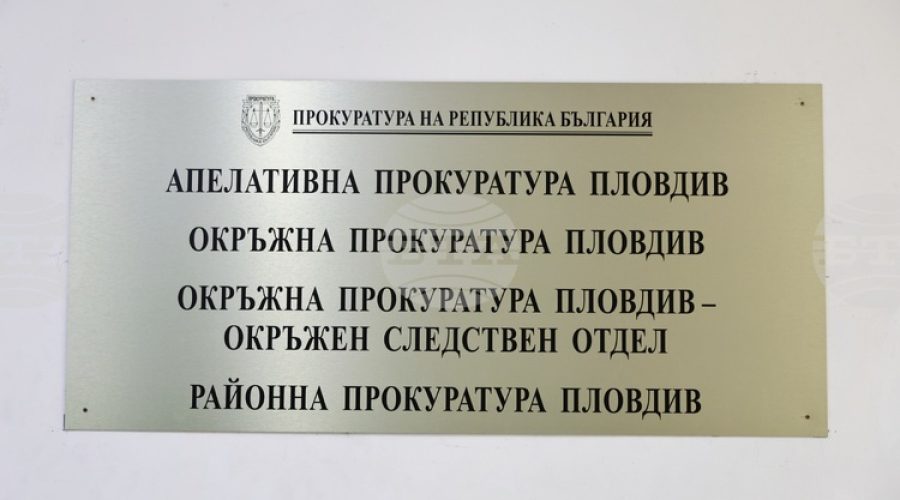 ПРОКУРАТУРА НА РЕПУБЛИКА БЪЛГАРИЯ
АПЕЛАТИВНА ПРОКУРАТУРА ПЛОВДИВ
ОКРЪЖНА ПРОКУРАТУРА ПЛОВДИВ
ОКРЪЖНА ПРОКУРАТУРА ПЛОВДИВ –
ОКРЪЖЕН СЛЕДСТВЕН ОТДЕЛ
РАЙОННА ПРОКУРАТУРА ПЛОВДИВ